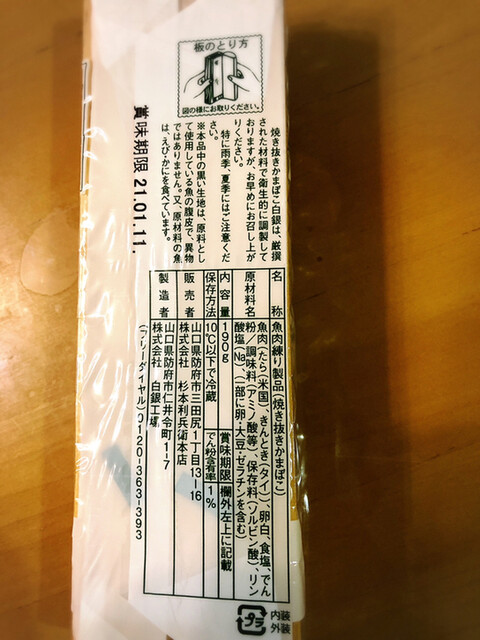 板のとり方
図の様にお取りください。
焼き抜きかまぼこ白銀は、厳撰
された材料で衛生的に調製して
おりますが、お早めにお召し上が
りください。
特に雨季、夏季にはご注意くだ
さい。
※本品中の黒い生地は、原料とし
て使用している魚の腹皮で、異物
ではありません。又、原材料の魚
は、えび・かにを食べています。
賞味期限 21.01.11.
名称 魚肉練り製品(焼き抜きかまぼこ)
原材料名 魚肉(たら(米国)、きんとき(タイ))、卵白、食塩、でん
粉/調味料(アミノ酸等)、保存料(ソルビン酸)、リン
酸塩(Na)、(一部に卵・大豆・ゼラチンを含む)
内容量 190g 賞味期限 欄外左上に記載
保存方法 10℃以下で冷蔵 でん粉含有率 1%
販売者 山口県防府市三田尻1丁目13-16
株式会社 杉本利兵衛本店
製造者 山口県防府市仁井令町1-7
株式会社 白銀工場
(フリーダイヤル)0120-363-393
プラ
内装
外装